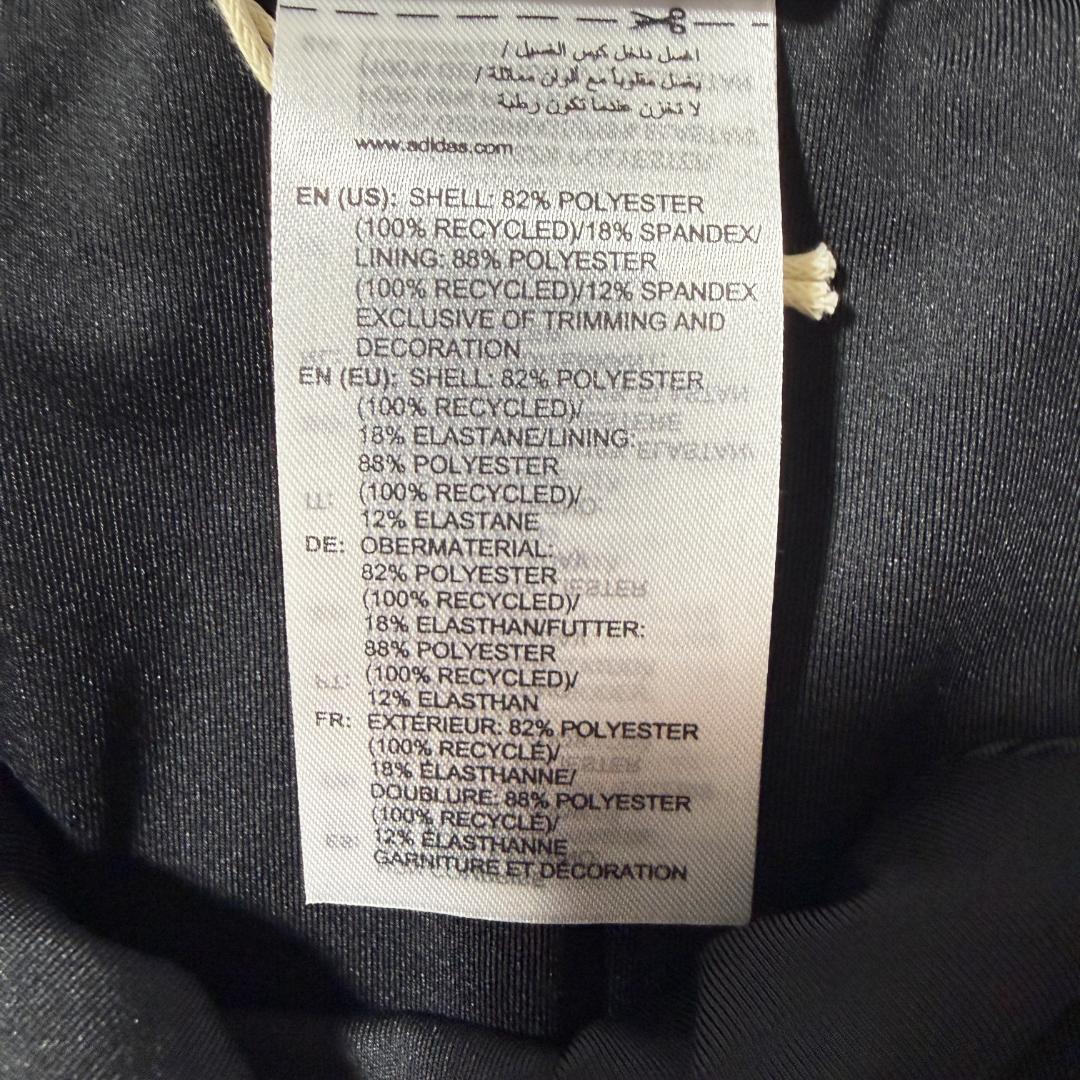 اغسل داخل كيس الغسيل /
يغسل مقلوباً مع ألوان مماثلة /
لا تخزن عندما تكون رطبة
www.adidas.com
EN (US): SHELL: 82% POLYESTER
(100% RECYCLED)/18% SPANDEX/
LINING: 88% POLYESTER
(100% RECYCLED)/12% SPANDEX
EXCLUSIVE OF TRIMMING AND
DECORATION
EN (EU): SHELL: 82% POLYESTER
(100% RECYCLED)/
18% ELASTANE/LINING:
88% POLYESTER
(100% RECYCLED)/
12% ELASTANE
DE: OBERMATERIAL:
82% POLYESTER
(100% RECYCLED)/
18% ELASTHAN/FUTTER:
88% POLYESTER
(100% RECYCLED)/
12% ELASTHAN
FR: EXTÉRIEUR: 82% POLYESTER
(100% RECYCLÉ)/
18% ÉLASTHANNE/
DOUBLURE: 88% POLYESTER
(100% RECYCLÉ)/
12% ÉLASTHANNE
GARNITURE ET DÉCORATION